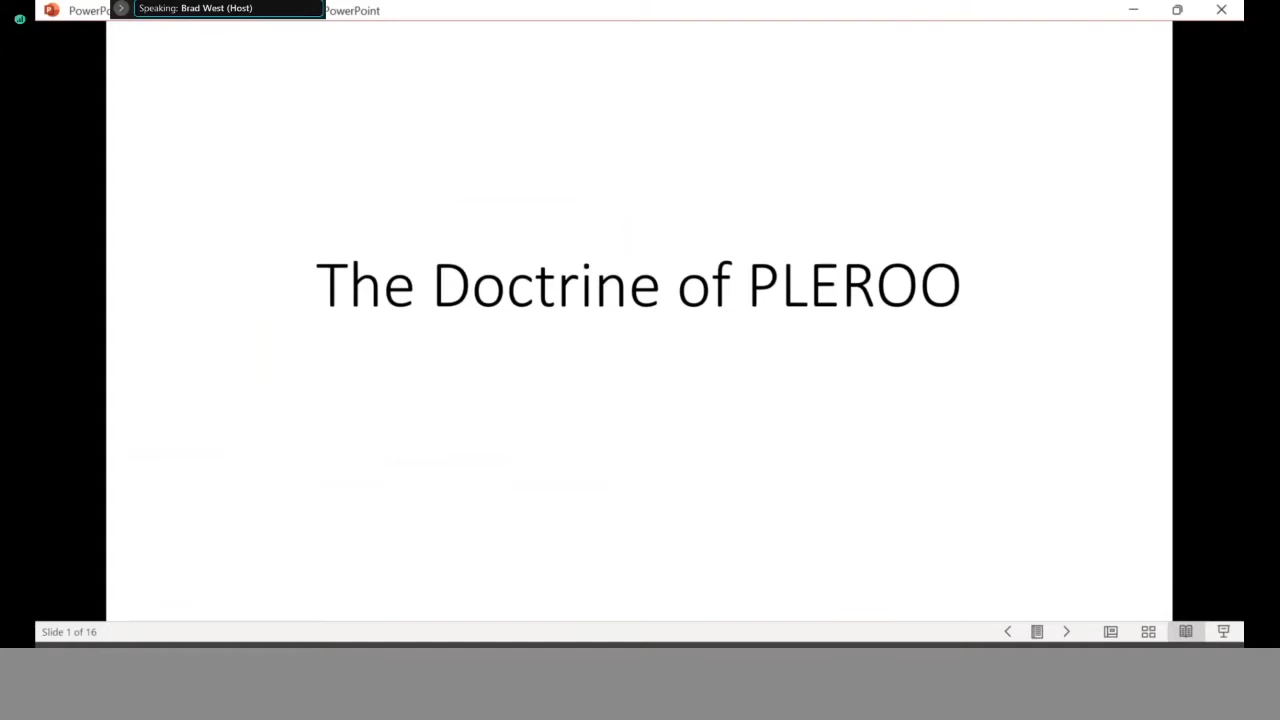 PowerPo
Speaking: Brad West (Host)
PowerPoint
The Doctrine of PLEROO
Slide 1 of 16